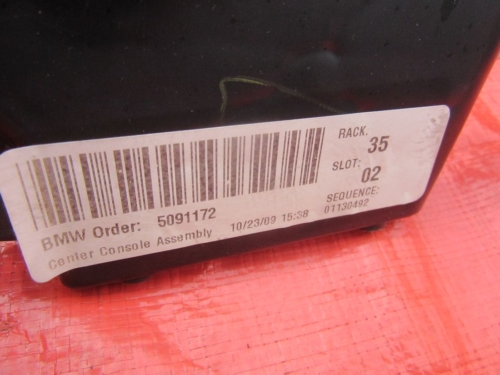 RACK: 35
SLOT: 02
SEQUENCE:
01130492
BMW Order: 5091172
Center Console Assembly 10/23/09 15:38